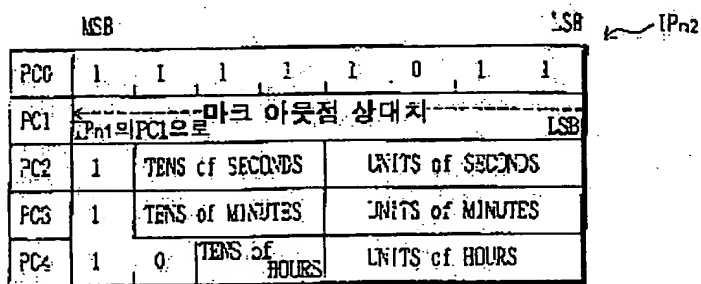 MSB LSB IPn2
PC0 1 1 1 1 1 0 1 1
PC1 마크 아웃점 상대치
IPn1의PC1으로 LSB
PC2 1 TENS of SECONDS UNITS of SECONDS
PC3 1 TENS of MINUTES UNITS of MINUTES
PC4 1 0 TENS of HOURS UNITS of HOURS